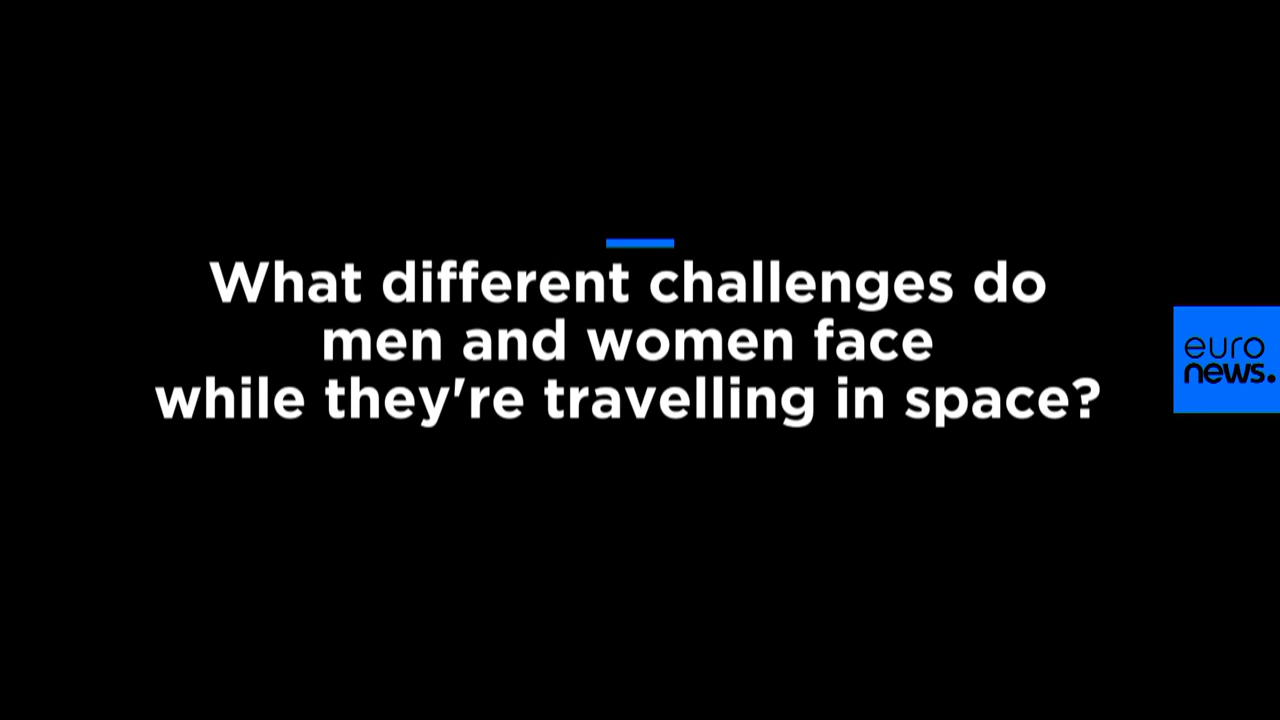 What different challenges do
men and women face
while they're travelling in space?
euro
news.